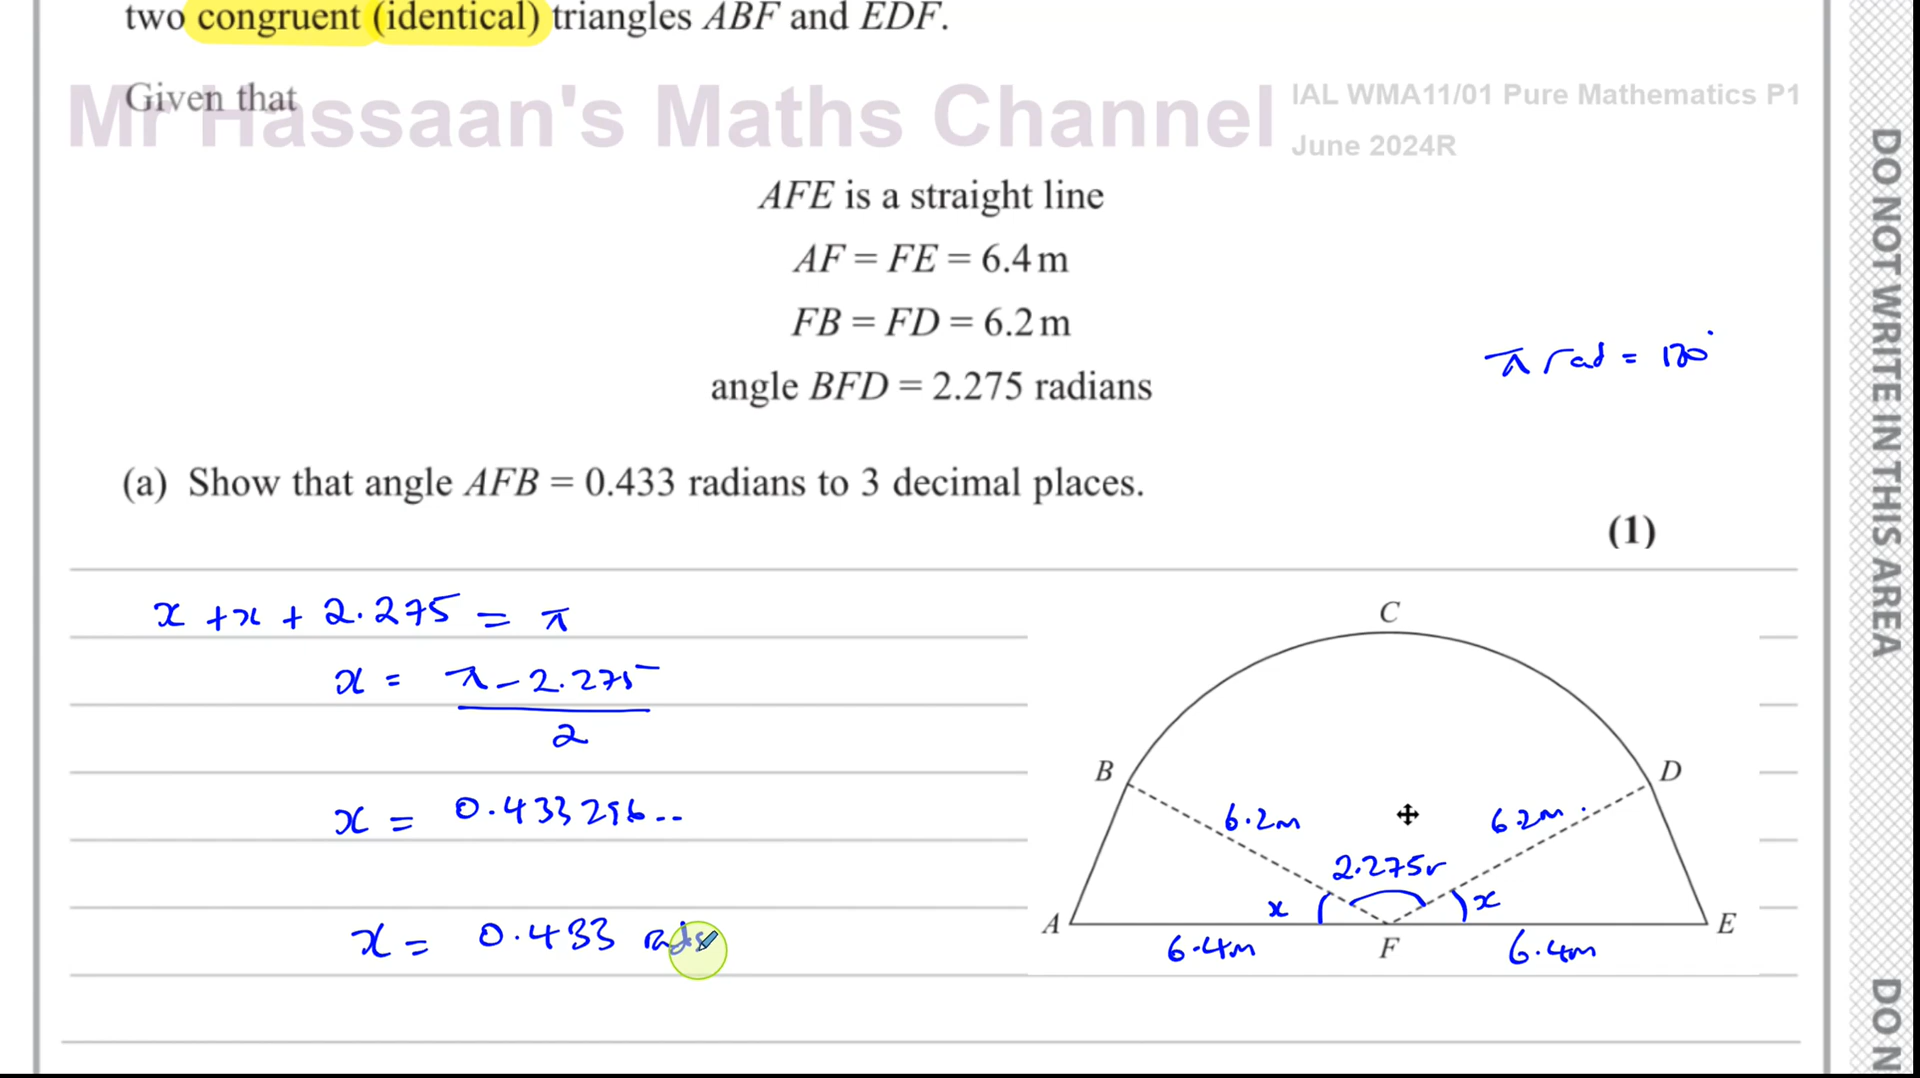 two congruent (identical) triangles ABF and EDF.
Given that
Mr Hassaan's Maths Channel
IAL WMA11/01 Pure Mathematics P1
June 2024R
AFE is a straight line
AF = FE = 6.4 m
FB = FD = 6.2 m
angle BFD = 2.275 radians
π rad = 180°
(a) Show that angle AFB = 0.433 radians to 3 decimal places.
(1)
x + x + 2.275 = π
x = π – 2.275
2
x = 0.433296...
x = 0.433 rads
C
B
D
6.2m
6.2m
2.275r
x
x
A
E
6.4m
F
6.4m
DO NOT WRITE IN THIS AREA
DO N